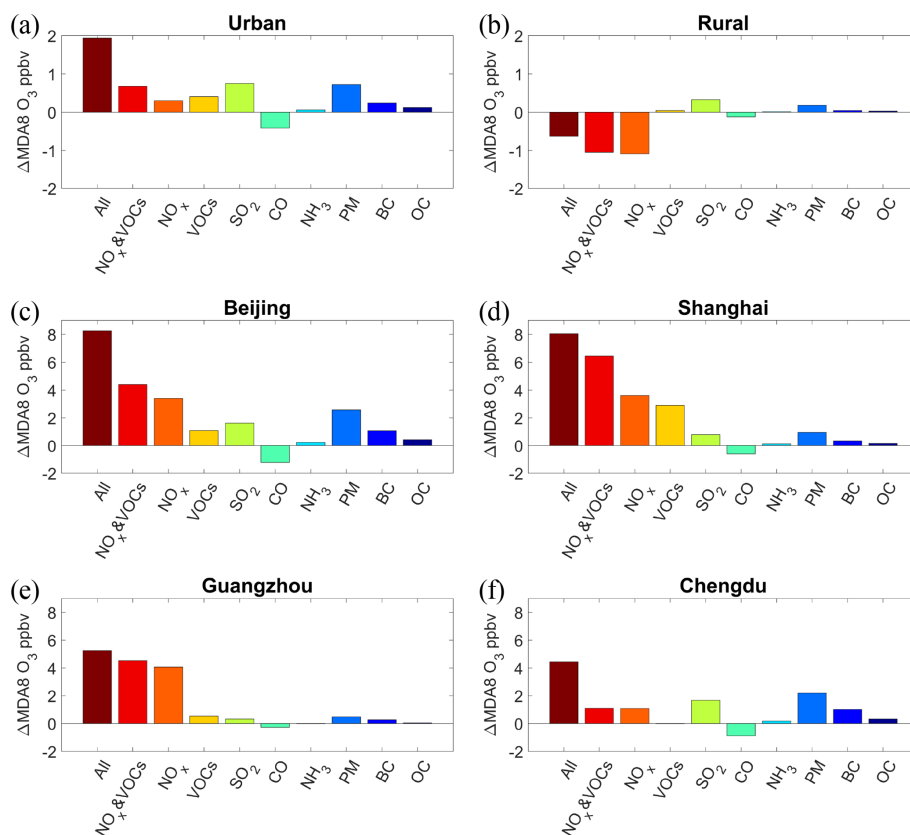 (a) Urban
ΔMDA8 O3 ppbv
2
1
0
-1
-2
All NOx&VOCs NOx VOCs SO2 CO NH3 PM BC OC
(b) Rural
ΔMDA8 O3 ppbv
2
1
0
-1
-2
All NOx&VOCs NOx VOCs SO2 CO NH3 PM BC OC
(c) Beijing
ΔMDA8 O3 ppbv
8
6
4
2
0
-2
All NOx&VOCs NOx VOCs SO2 CO NH3 PM BC OC
(d) Shanghai
ΔMDA8 O3 ppbv
8
6
4
2
0
-2
All NOx&VOCs NOx VOCs SO2 CO NH3 PM BC OC
(e) Guangzhou
ΔMDA8 O3 ppbv
8
6
4
2
0
-2
All NOx&VOCs NOx VOCs SO2 CO NH3 PM BC OC
(f) Chengdu
ΔMDA8 O3 ppbv
8
6
4
2
0
-2
All NOx&VOCs NOx VOCs SO2 CO NH3 PM BC OC